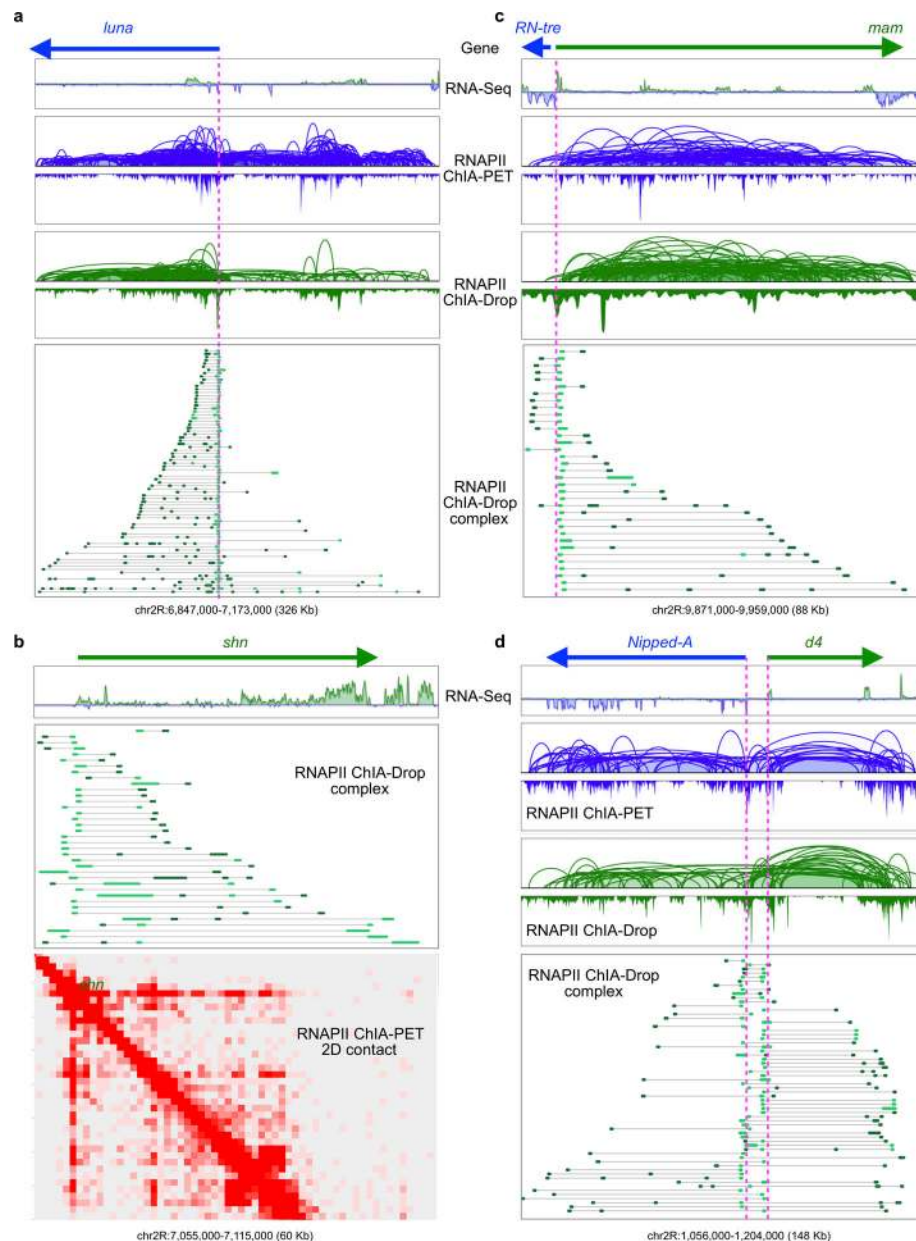 a
luna
Gene
RNA-Seq
RNAPII
ChIA-PET
RNAPII
ChIA-Drop
RNAPII
ChIA-Drop
complex
chr2R:6,847,000-7,173,000 (326 Kb)
c
RN-tre
mam
chr2R:9,871,000-9,959,000 (88 Kb)
b
shn
RNA-Seq
RNAPII ChIA-Drop
complex
shn
RNAPII ChIA-PET
2D contact
chr2R:7,055,000-7,115,000 (60 Kb)
d
Nipped-A
d4
RNAPII ChIA-PET
RNAPII ChIA-Drop
RNAPII ChIA-Drop
complex
chr2R:1,056,000-1,204,000 (148 Kb)